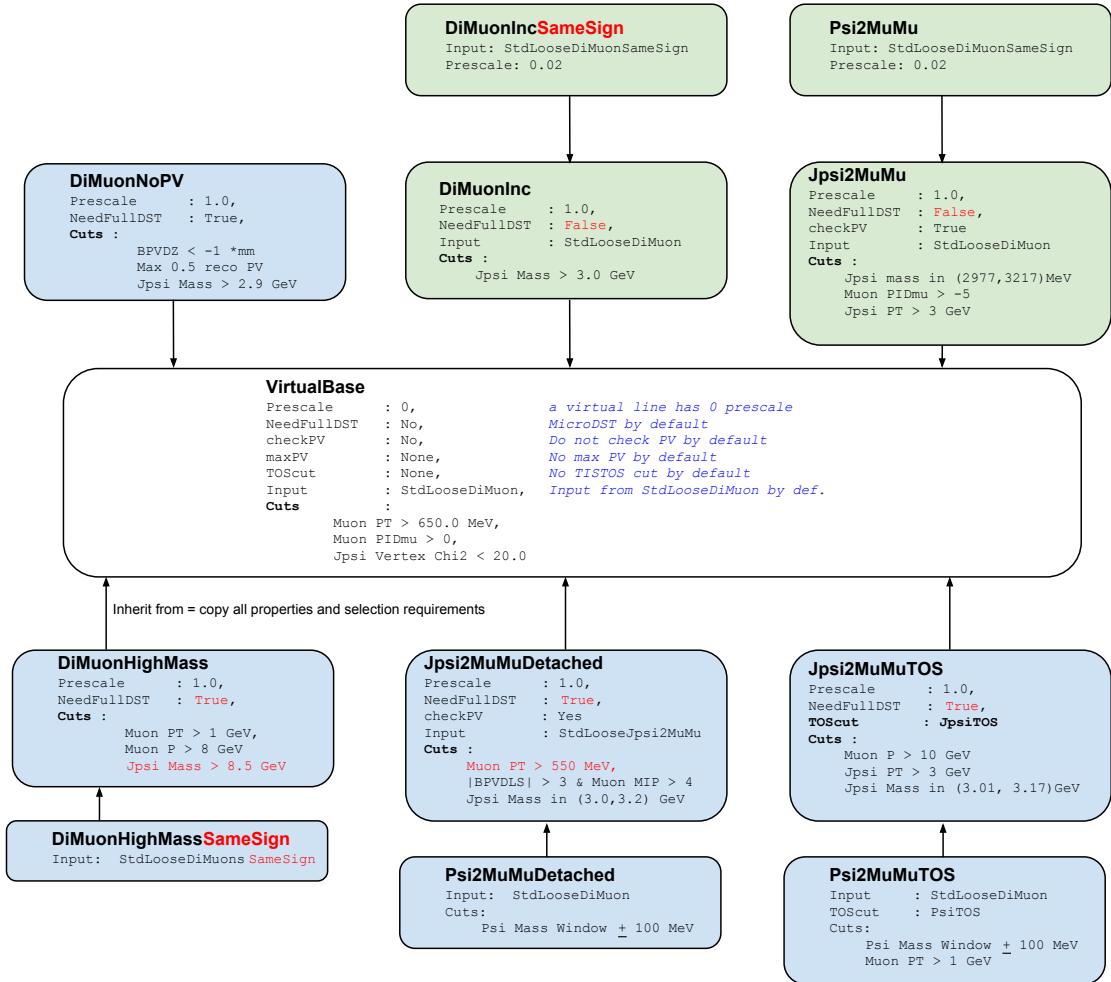 DiMuonIncSameSign
Input: StdLooseDiMuonSameSign
Prescale: 0.02
Psi2MuMu
Input: StdLooseDiMuonSameSign
Prescale: 0.02
DiMuonNoPV
Prescale : 1.0,
NeedFullDST : True,
Cuts :
BPVDZ < -1 *mm
Max 0.5 reco PV
Jpsi Mass > 2.9 GeV
DiMuonInc
Prescale : 1.0,
NeedFullDST : False,
Input : StdLooseDiMuon
Cuts :
Jpsi Mass > 3.0 GeV
Jpsi2MuMu
Prescale : 1.0,
NeedFullDST : False,
checkPV : True
Input : StdLooseDiMuon
Cuts :
Jpsi mass in (2977,3217)MeV
Muon PIDmu > -5
Jpsi PT > 3 GeV
VirtualBase
Prescale : 0, a virtual line has 0 prescale
NeedFullDST : No, MicroDST by default
checkPV : No, Do not check PV by default
maxPV : None, No max PV by default
TOScut : None, No TISTOS cut by default
Input : StdLooseDiMuon, Input from StdLooseDiMuon by def.
Cuts :
Muon PT > 650.0 MeV,
Muon PIDmu > 0,
Jpsi Vertex Chi2 < 20.0
Inherit from = copy all properties and selection requirements
DiMuonHighMass
Prescale : 1.0,
NeedFullDST : True,
Cuts :
Muon PT > 1 GeV,
Muon P > 8 GeV
Jpsi Mass > 8.5 GeV
DiMuonHighMassSameSign
Input: StdLooseDiMuonsSameSign
Jpsi2MuMuDetached
Prescale : 1.0,
NeedFullDST : True,
checkPV : Yes
Input : StdLooseJpsi2MuMu
Cuts :
Muon PT > 550 MeV,
|BPVDLS| > 3 & Muon MIP > 4
Jpsi Mass in (3.0,3.2) GeV
Psi2MuMuDetached
Input: StdLooseDiMuon
Cuts:
Psi Mass Window ± 100 MeV
Jpsi2MuMuTOS
Prescale : 1.0,
NeedFullDST : True,
TOScut : JpsiTOS
Cuts :
Muon P > 10 GeV
Jpsi PT > 3 GeV
Jpsi Mass in (3.01, 3.17)GeV
Psi2MuMuTOS
Input : StdLooseDiMuon
TOScut : PsiTOS
Cuts:
Psi Mass Window ± 100 MeV
Muon PT > 1 GeV